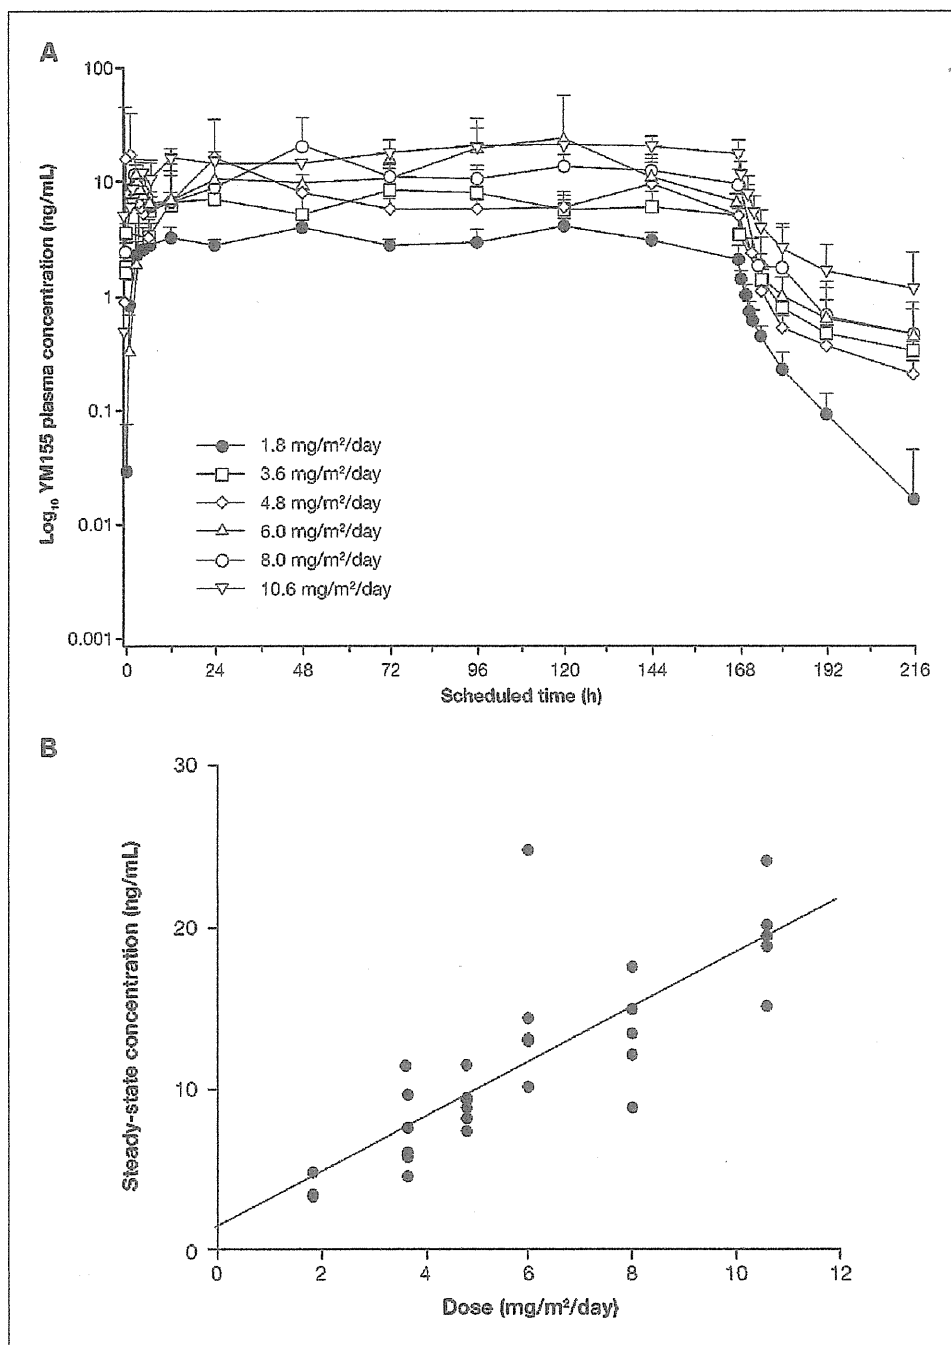 A
100
10
1
0.1
0.01
0.001
Log₁₀ YM155 plasma concentration (ng/mL)
1.8 mg/m²/day
3.6 mg/m²/day
4.8 mg/m²/day
6.0 mg/m²/day
8.0 mg/m²/day
10.6 mg/m²/day
0 24 48 72 96 120 144 168 192 216
Scheduled time (h)
B
30
20
10
0
Steady-state concentration (ng/mL)
0 2 4 6 8 10 12
Dose (mg/m²/day)